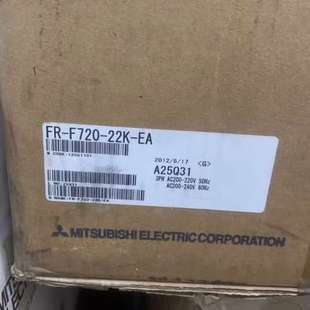 FR-F720-22K-EA
2012/6/17 <G>
A25Q31
3PH AC200-220V 50Hz
AC200-240V 60Hz
MITSUBISHI ELECTRIC CORPORATION